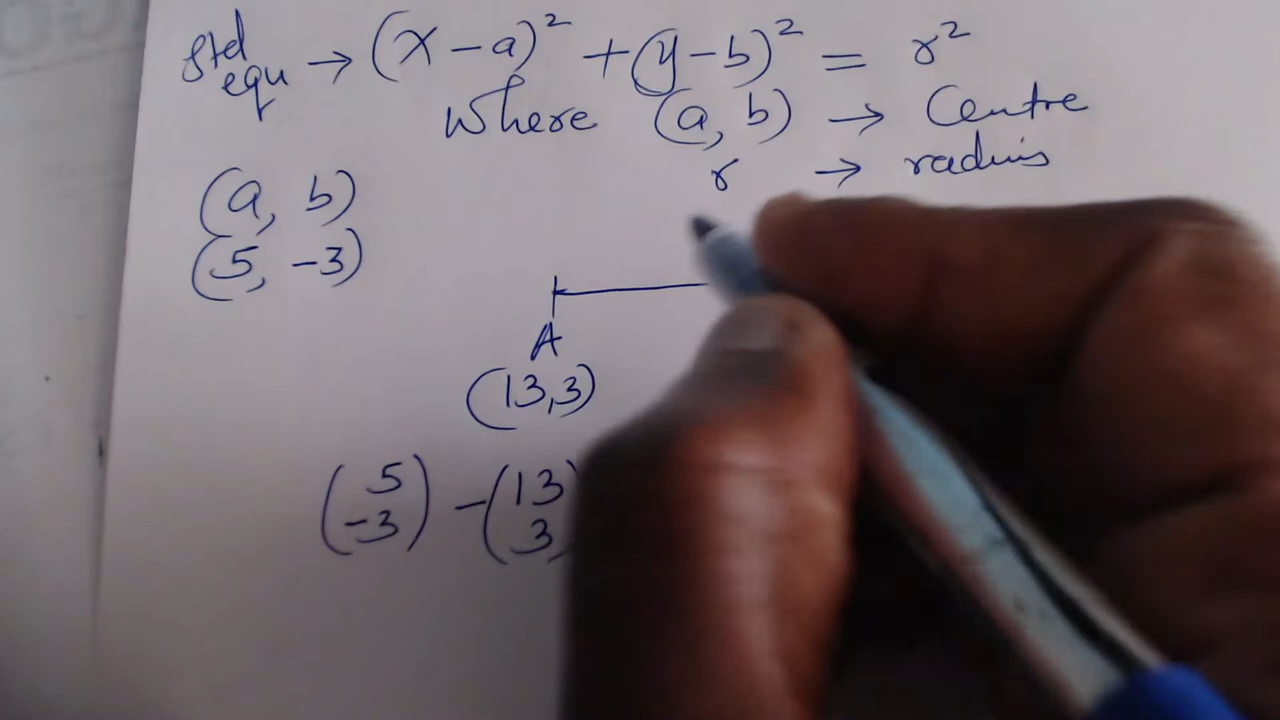 Std equ → (x - a)² + (y - b)² = r²
where (a, b) → Centre
r → radius
(a, b)
(5, -3)
A
(13,3)
(5 -3) - (13 3)